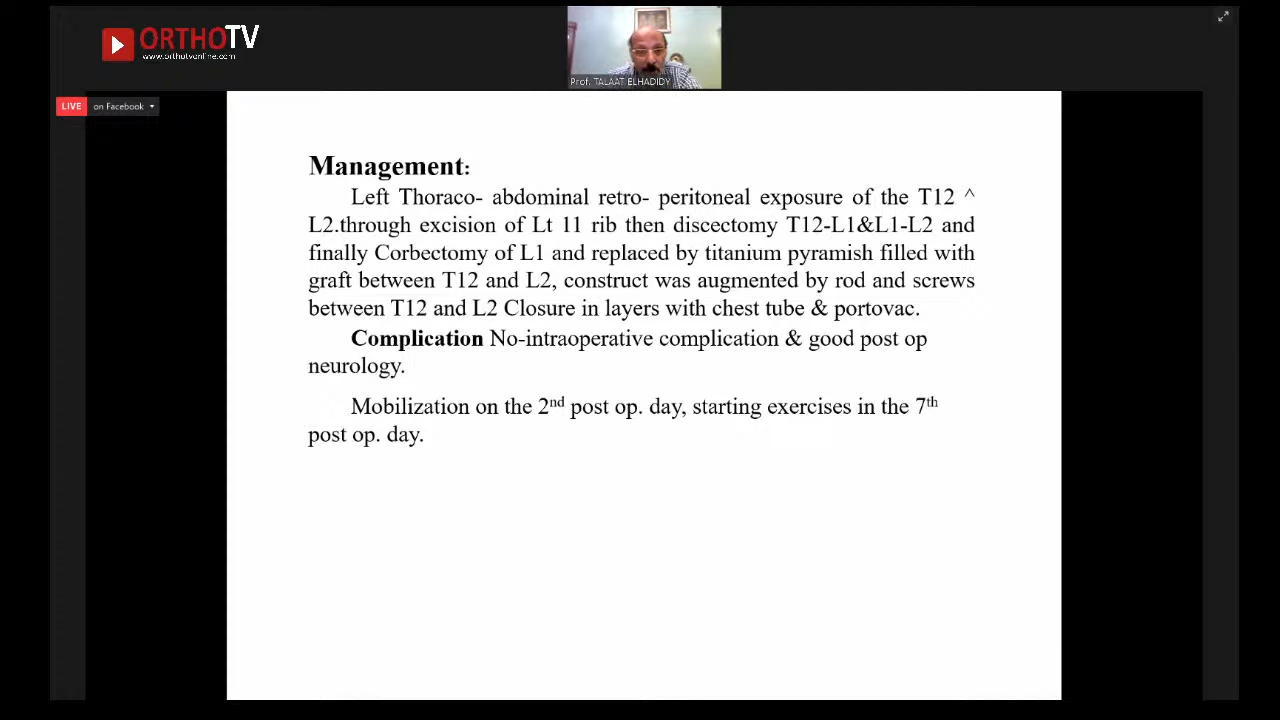 ORTHOTV
www.orthotvonline.com
Prof. TALAAT ELHADIDY
LIVE on Facebook
Management:
Left Thoraco- abdominal retro- peritoneal exposure of the T12 ^
L2.through excision of Lt 11 rib then discectomy T12-L1&L1-L2 and
finally Corbectomy of L1 and replaced by titanium pyramish filled with
graft between T12 and L2, construct was augmented by rod and screws
between T12 and L2 Closure in layers with chest tube & portovac.
Complication No-intraoperative complication & good post op
neurology.
Mobilization on the 2nd post op. day, starting exercises in the 7th
post op. day.